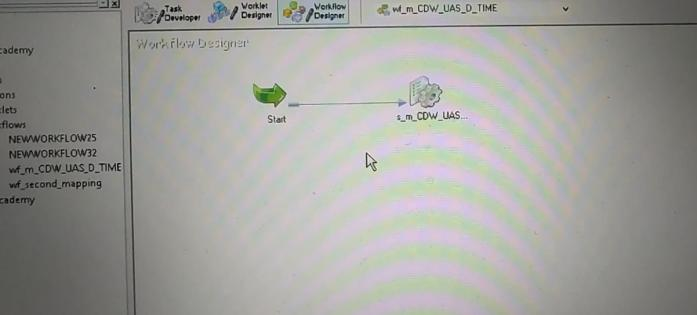 Task Developer
Worklet Designer
Workflow Designer
wf_m_CDW_UAS_D_TIME
Workflow Designer
Start
s_m_CDW_UAS...
cademy
s
ons
lets
flows
NEWWORKFLOW25
NEWWORKFLOW32
wf_m_CDW_UAS_D_TIME
wf_second_mapping
cademy